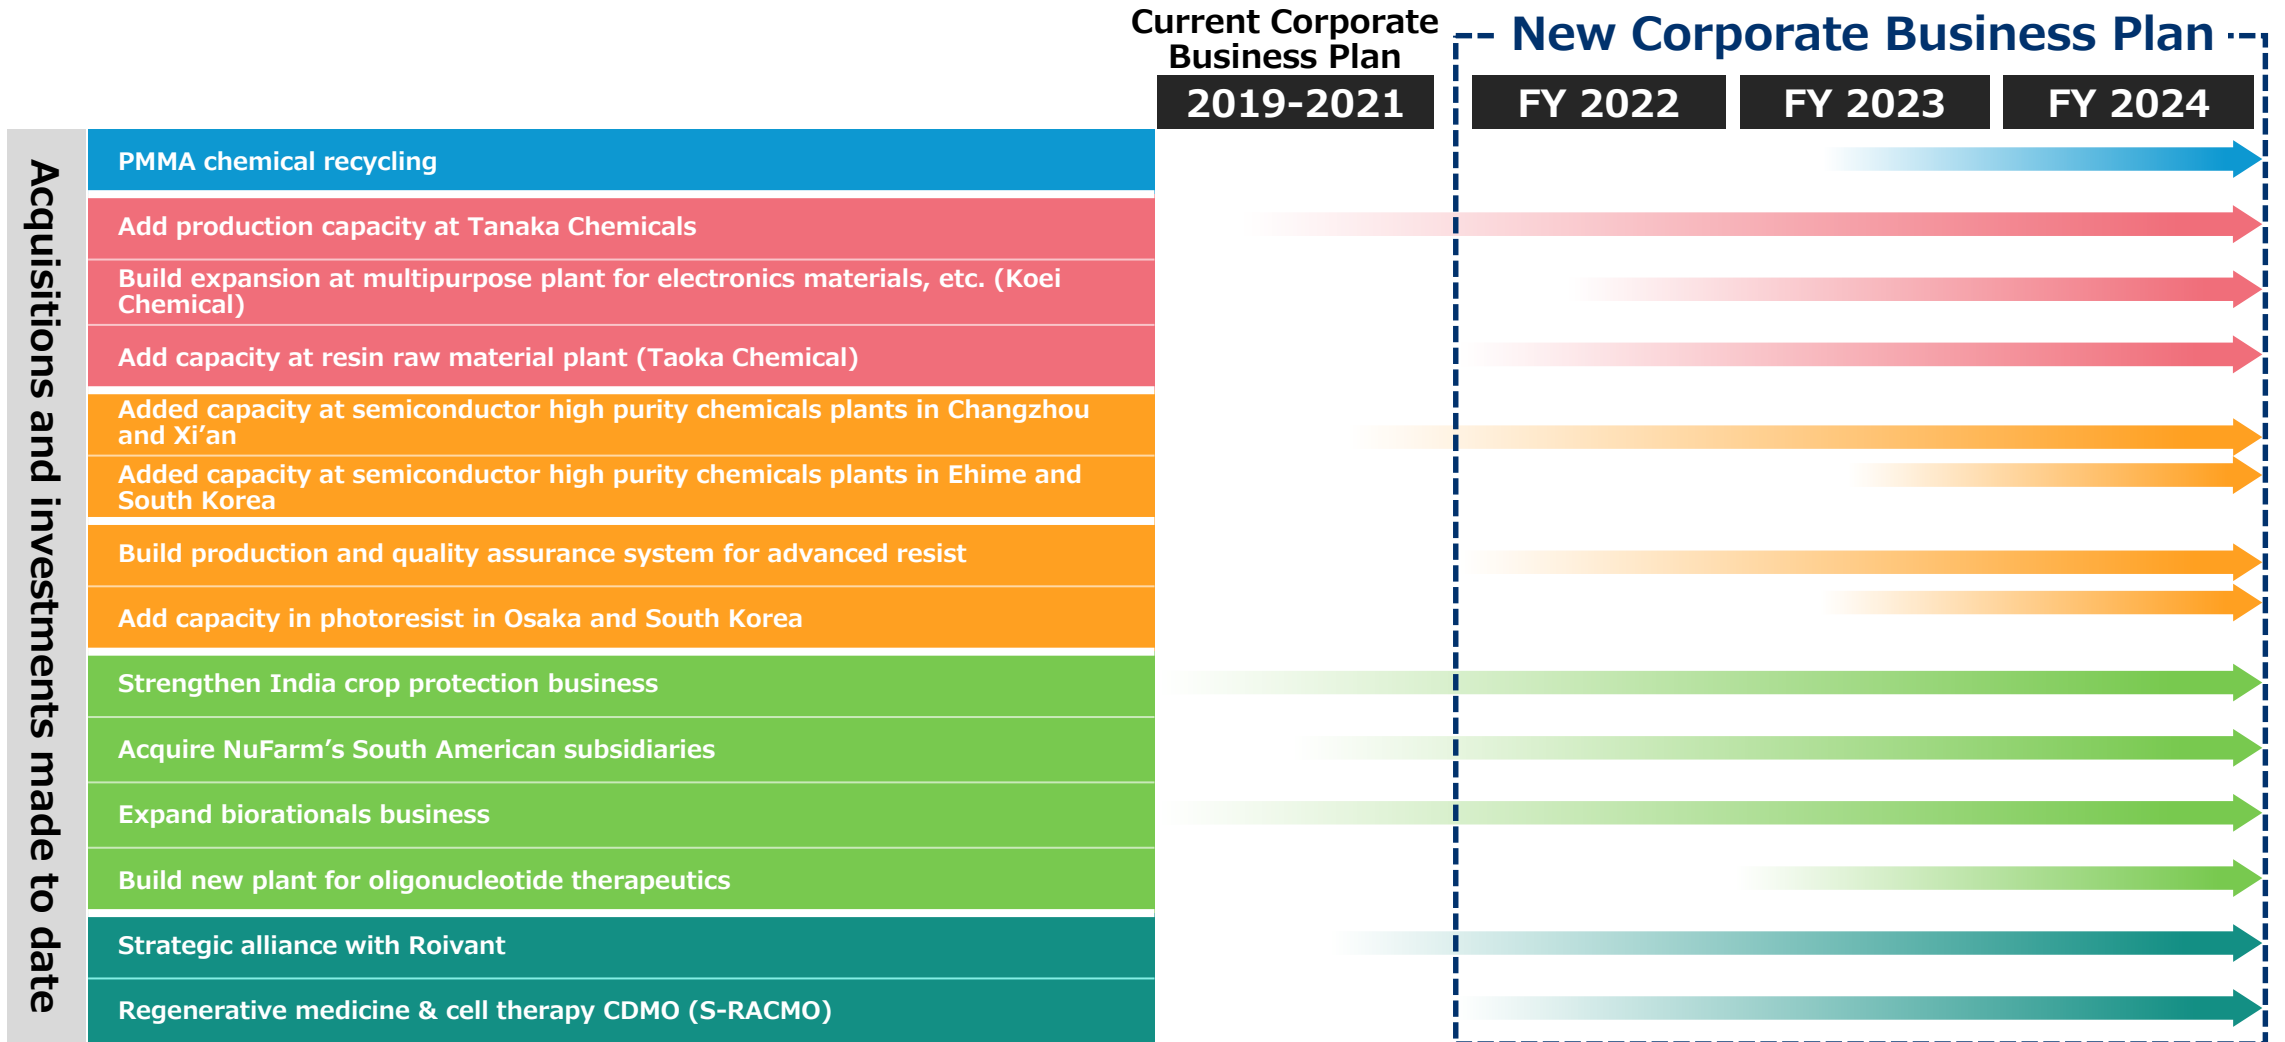 Current Corporate
Business Plan
New Corporate Business Plan
2019-2021
FY 2022
FY 2023
FY 2024
Acquisitions and investments made to date
PMMA chemical recycling
Add production capacity at Tanaka Chemicals
Build expansion at multipurpose plant for electronics materials, etc. (Koei
Chemical)
Add capacity at resin raw material plant (Taoka Chemical)
Added capacity at semiconductor high purity chemicals plants in Changzhou
and Xi’an
Added capacity at semiconductor high purity chemicals plants in Ehime and
South Korea
Build production and quality assurance system for advanced resist
Add capacity in photoresist in Osaka and South Korea
Strengthen India crop protection business
Acquire NuFarm’s South American subsidiaries
Expand biorationals business
Build new plant for oligonucleotide therapeutics
Strategic alliance with Roivant
Regenerative medicine & cell therapy CDMO (S-RACMO)